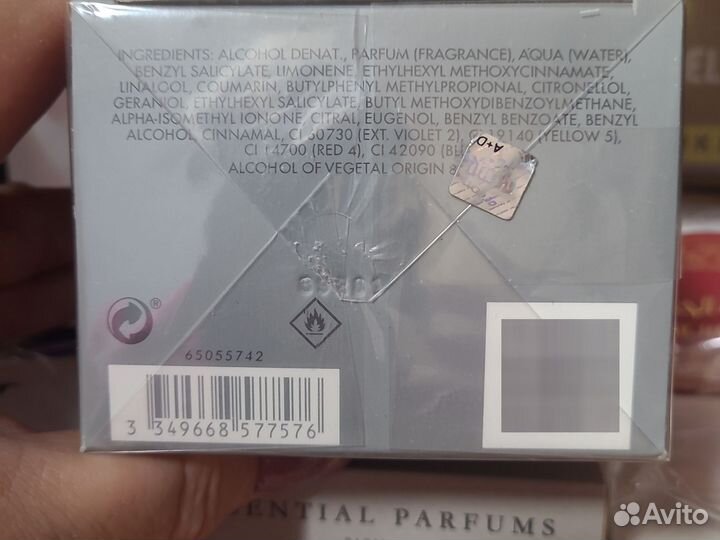 INGREDIENTS: ALCOHOL DENAT., PARFUM (FRAGRANCE), AQUA (WATER),
BENZYL SALICYLATE, LIMONENE, ETHYLHEXYL METHOXYCINNAMATE,
LINALOOL, COUMARIN, BUTYLPHENYL METHYLPROPIONAL, CITRONELLOL,
GERANIOL, ETHYLHEXYL SALICYLATE, BUTYL METHOXYDIBENZOYLMETHANE,
ALPHA-ISOMETHYL IONONE, CITRAL, EUGENOL, BENZYL BENZOATE, BENZYL
ALCOHOL, CINNAMAL, CI 60730 (EXT. VIOLET 2), 19140 (YELLOW 5),
CI 14700 (RED 4), CI 42090
ALCOHOL OF VEGETAL ORIGIN
A+D
65055742
3 349668 577576
ENTIAL PARFUMS
Avito